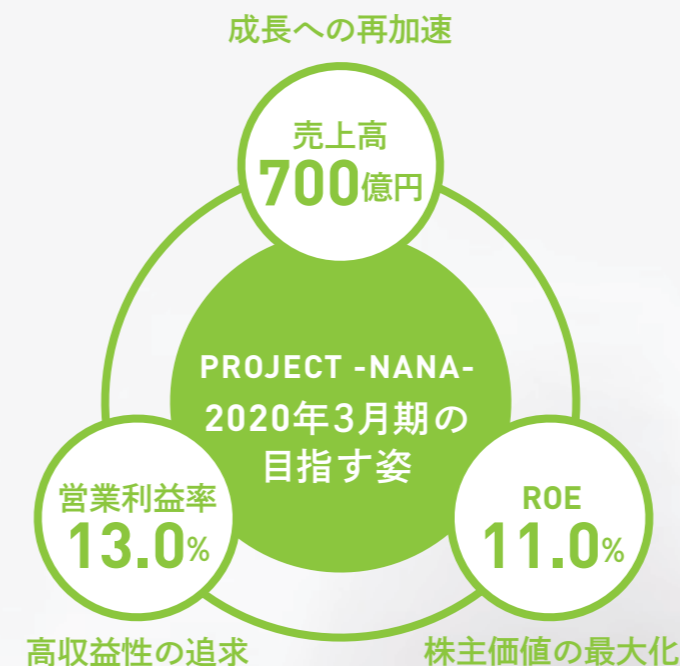 成長への再加速
売上高
700億円
PROJECT -NANA-
2020年3月期の
目指す姿
営業利益率
13.0%
高収益性の追求
ROE
11.0%
株主価値の最大化